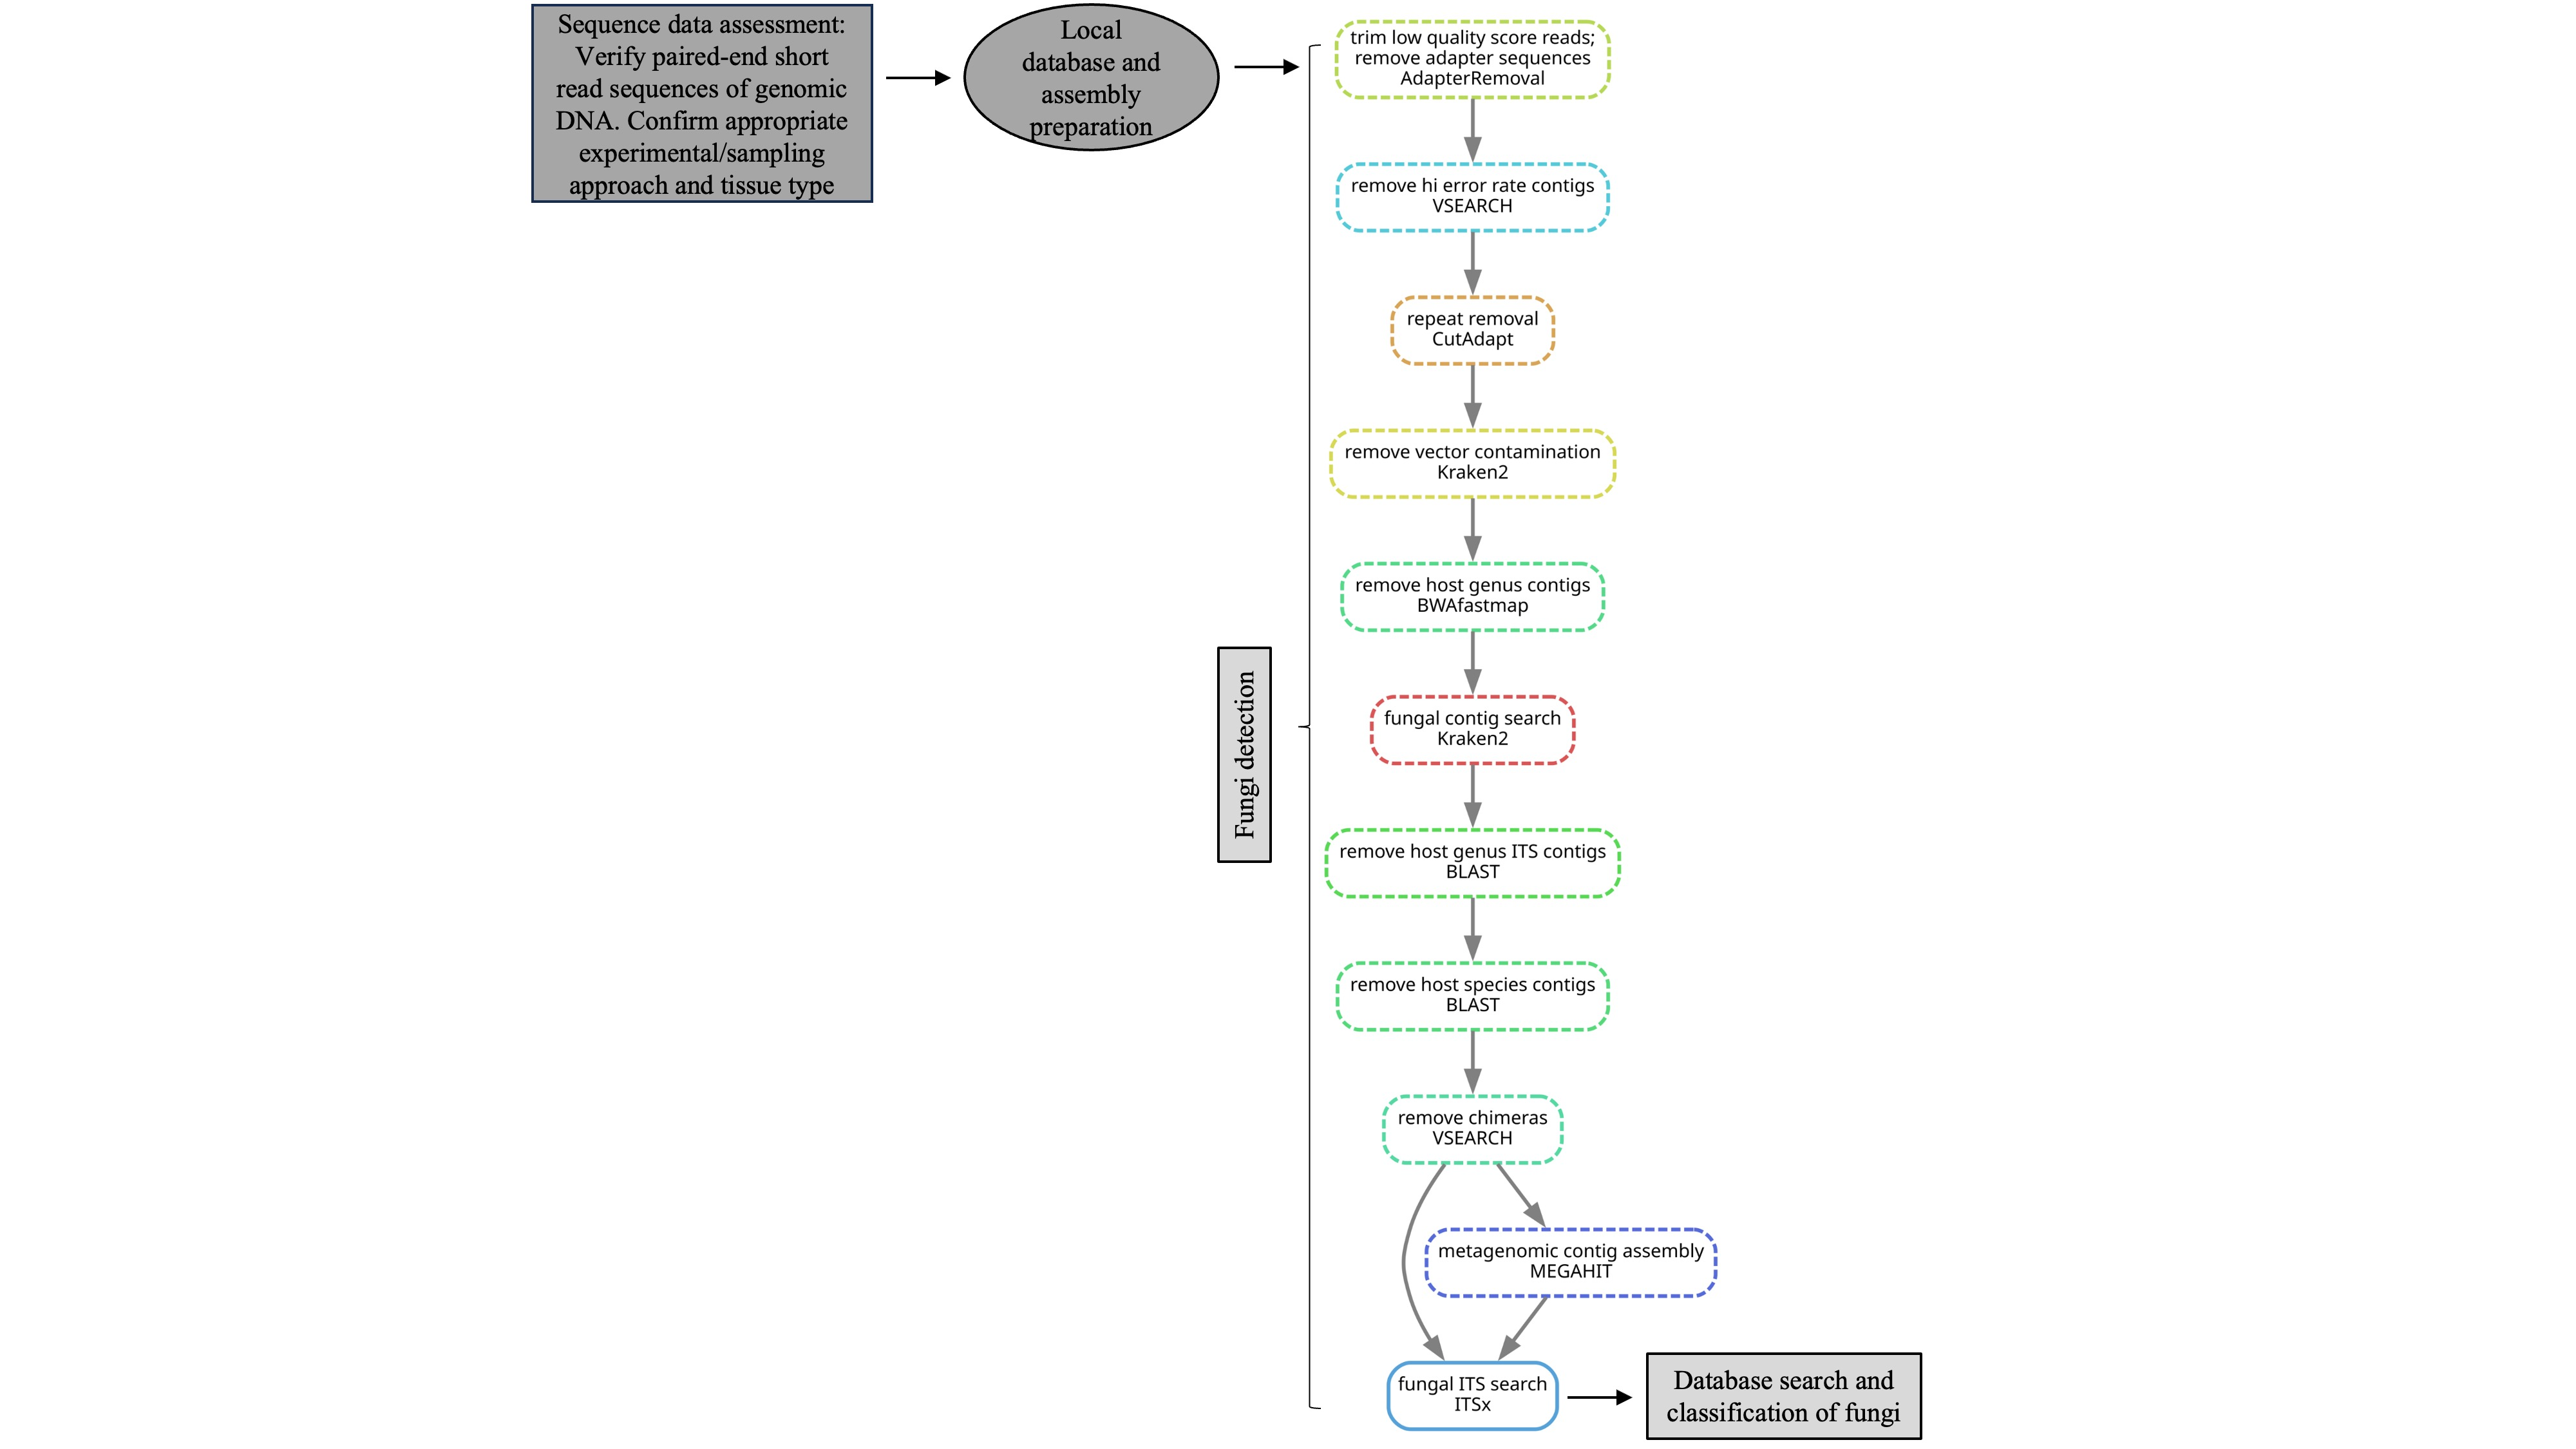 Sequence data assessment:
Verify paired-end short
read sequences of genomic
DNA. Confirm appropriate
experimental/sampling
approach and tissue type
Local
database and
assembly
preparation
Fungi detection
trim low quality score reads;
remove adapter sequences
AdapterRemoval
remove hi error rate contigs
VSEARCH
repeat removal
CutAdapt
remove vector contamination
Kraken2
remove host genus contigs
BWAfastmap
fungal contig search
Kraken2
remove host genus ITS contigs
BLAST
remove host species contigs
BLAST
remove chimeras
VSEARCH
metagenomic contig assembly
MEGAHIT
fungal ITS search
ITSx
Database search and
classification of fungi